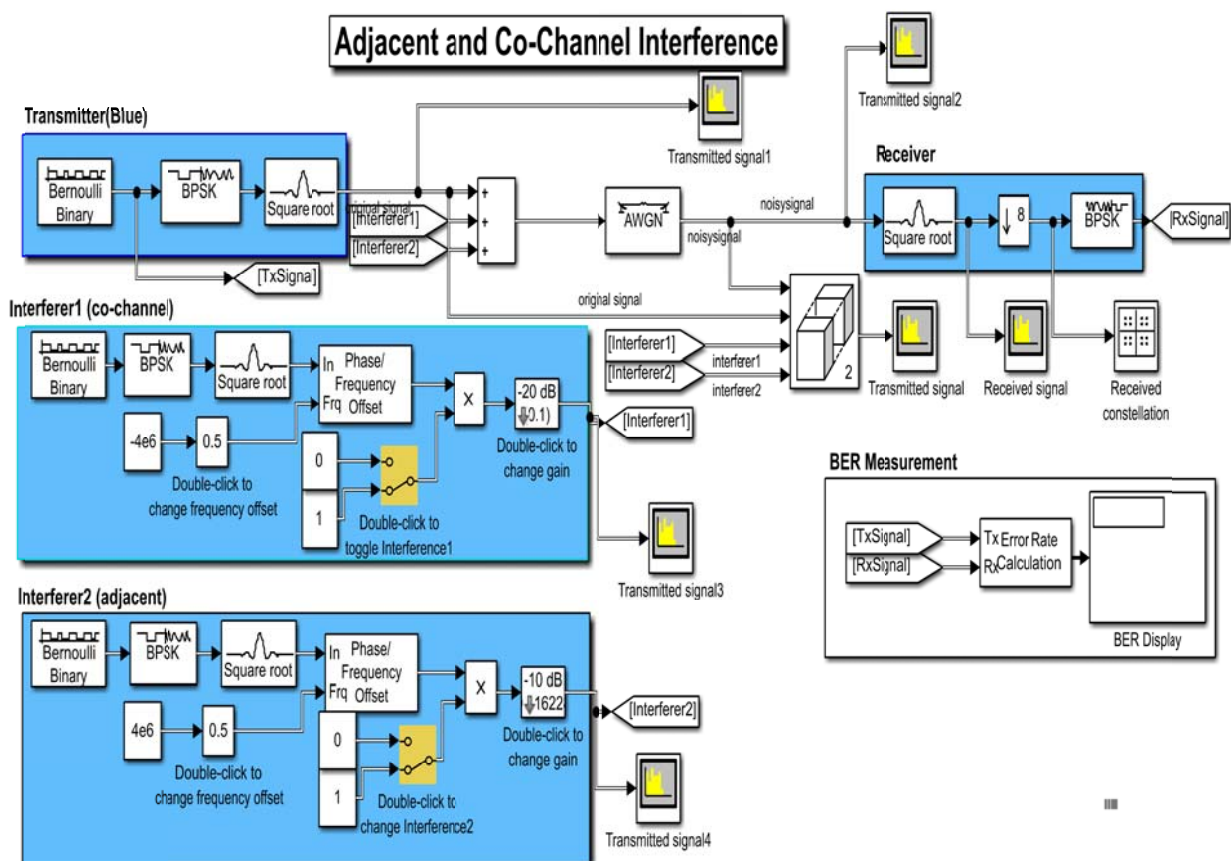 Adjacent and Co-Channel Interference
Transmitted signal1
Transmitted signal2
Transmitter(Blue)
Bernoulli
Binary
BPSK
Square root
original signal
[Interferer1]
[Interferer2]
+
+
+
[TxSigna]
AWGN
noisysignal
noisysignal
original signal
Receiver
Square root
8
BPSK
[RxSignal]
[Interferer1]
[Interferer2]
interferer1
interferer2
2
Transmitted signal
Received signal
Received
constellation
Interferer1 (co-channel)
Bernoulli
Binary
BPSK
Square root
In
Frq
Phase/
Frequency
Offset
X
-20 dB
0.1)
Double-click to
change gain
[Interferer1]
-4e6
0.5
Double-click to
change frequency offset
0
1
Double-click to
toggle Interference1
Transmitted signal3
Interferer2 (adjacent)
Bernoulli
Binary
BPSK
Square root
In
Frq
Phase/
Frequency
Offset
X
-10 dB
1622
Double-click to
change gain
[Interferer2]
4e6
0.5
Double-click to
change frequency offset
0
1
Double-click to
change Interference2
Transmitted signal4
BER Measurement
[TxSignal]
[RxSignal]
Tx
Rx
Error Rate
Calculation
BER Display